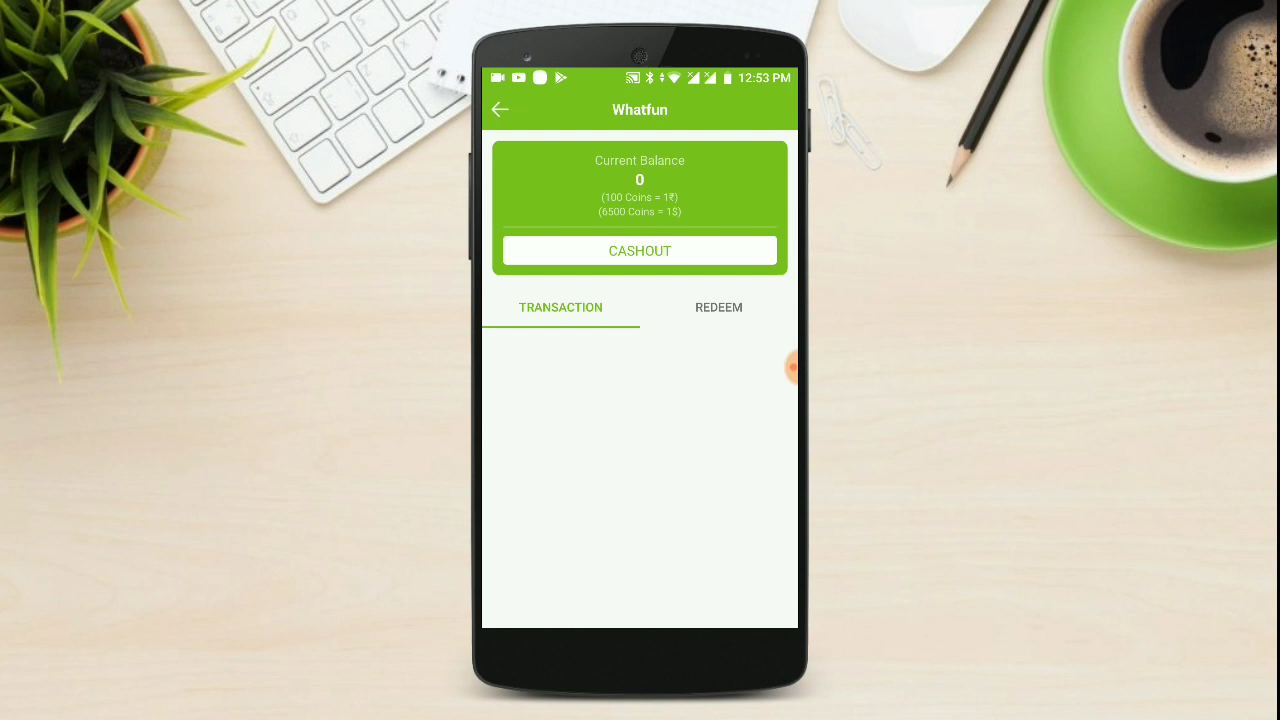 12:53 PM
Whatfun
Current Balance
0
(100 Coins = 1₹)
(6500 Coins = 1$)
CASHOUT
TRANSACTION
REDEEM